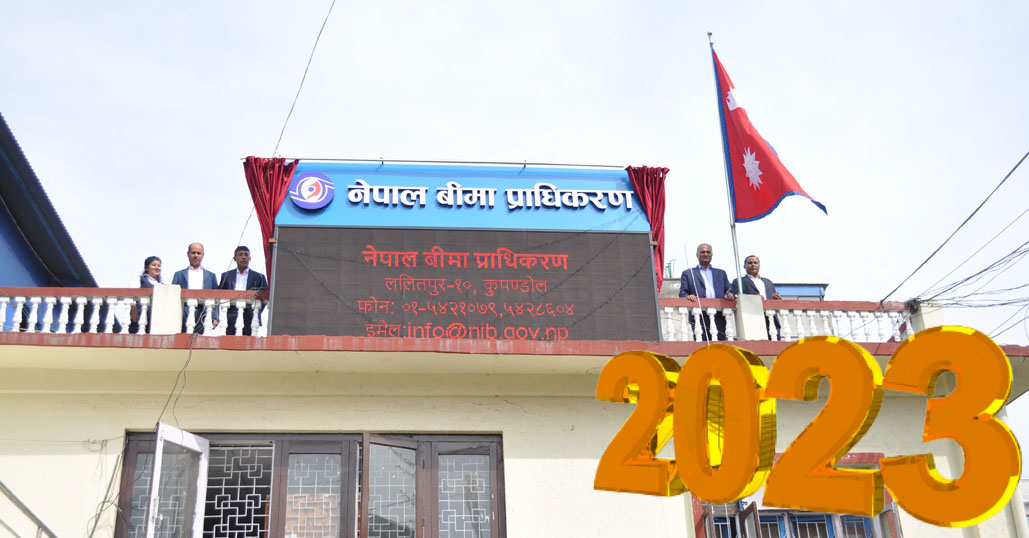 नेपाल बीमा प्राधिकरण
नेपाल बीमा प्राधिकरण
ललितपुर-१०, कुपण्डोल
फोन: ०१-५४२१०७९,५४२८६०४
इमेल:info@nib.gov.np
2023